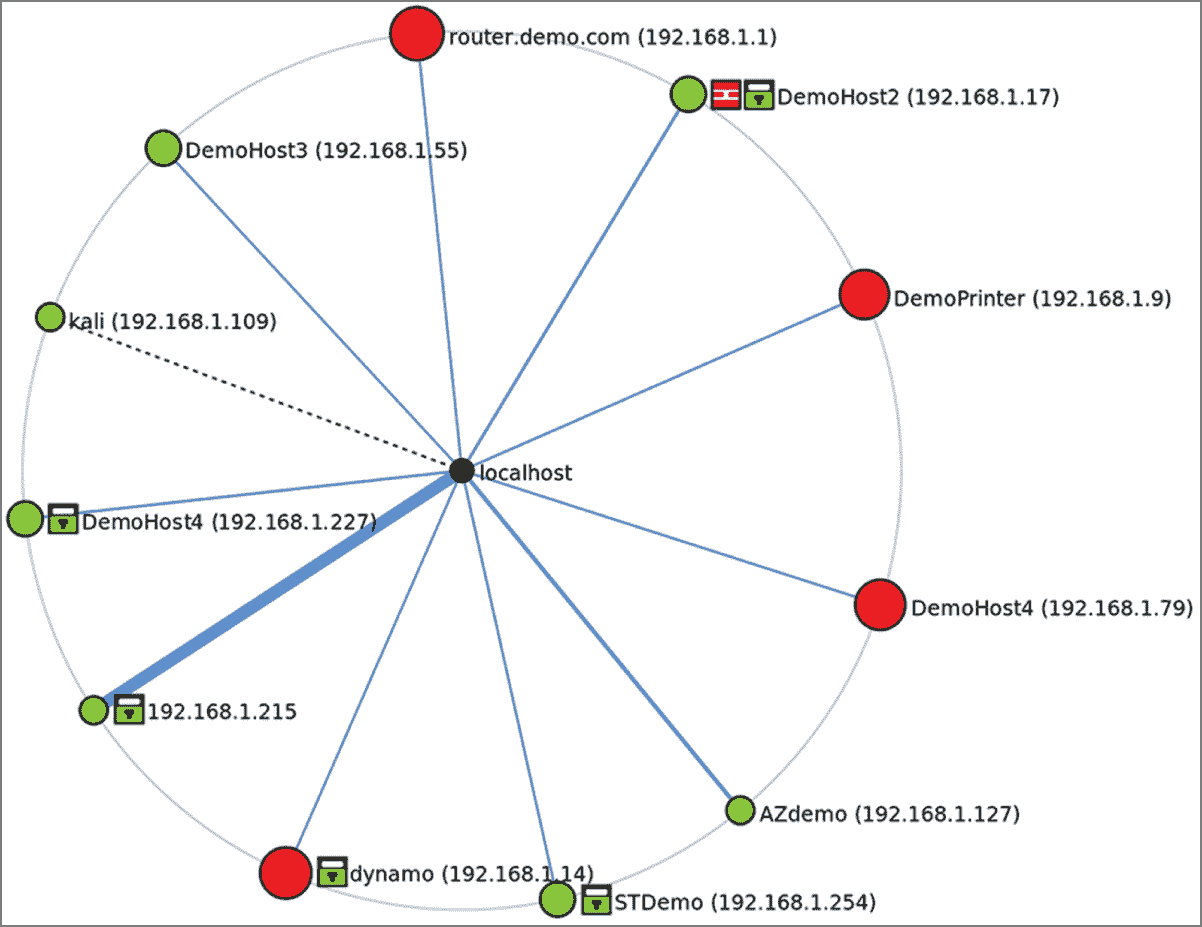 router.demo.com (192.168.1.1)
DemoHost2 (192.168.1.17)
DemoHost3 (192.168.1.55)
DemoPrinter (192.168.1.9)
kali (192.168.1.109)
localhost
DemoHost4 (192.168.1.227)
DemoHost4 (192.168.1.79)
192.168.1.215
AZdemo (192.168.1.127)
dynamo (192.168.1.14)
STDemo (192.168.1.254)